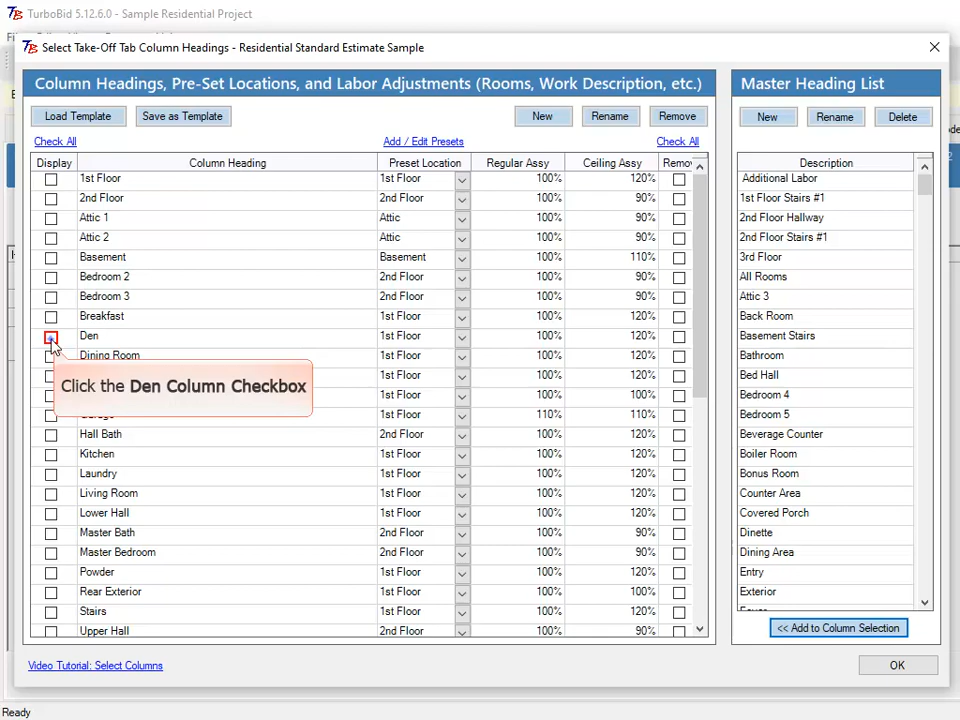 TurboBid 5.12.6.0 - Sample Residential Project
Select Take-Off Tab Column Headings - Residential Standard Estimate Sample
Column Headings, Pre-Set Locations, and Labor Adjustments (Rooms, Work Description, etc.)
Load Template Save as Template New Rename Remove
Check All Add / Edit Presets Check All
Display Column Heading Preset Location Regular Assy Ceiling Assy Remov
1st Floor 1st Floor 100% 120%
2nd Floor 2nd Floor 100% 90%
Attic 1 Attic 100% 90%
Attic 2 Attic 100% 90%
Basement Basement 100% 110%
Bedroom 2 2nd Floor 100% 90%
Bedroom 3 2nd Floor 100% 90%
Breakfast 1st Floor 100% 120%
Den 1st Floor 100% 120%
Dining Room 1st Floor 100% 120%
1st Floor 100% 120%
1st Floor 100% 100%
1st Floor 110% 110%
Click the Den Column Checkbox
Hall Bath 2nd Floor 100% 90%
Kitchen 1st Floor 100% 120%
Laundry 1st Floor 100% 120%
Living Room 1st Floor 100% 120%
Lower Hall 1st Floor 100% 120%
Master Bath 2nd Floor 100% 90%
Master Bedroom 2nd Floor 100% 90%
Powder 1st Floor 100% 120%
Rear Exterior 1st Floor 100% 120%
Stairs 1st Floor 100% 120%
Upper Hall 2nd Floor 100% 90%
Master Heading List
New Rename Delete
Description
Additional Labor
1st Floor Stairs #1
2nd Floor Hallway
2nd Floor Stairs #1
3rd Floor
All Rooms
Attic 3
Back Room
Basement Stairs
Bathroom
Bed Hall
Bedroom 4
Bedroom 5
Beverage Counter
Boiler Room
Bonus Room
Counter Area
Covered Porch
Dinette
Dining Area
Entry
Exterior
<< Add to Column Selection
Video Tutorial: Select Columns
OK
Ready